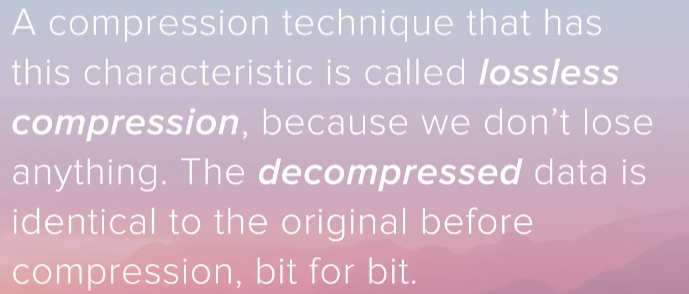 A compression technique that has
this characteristic is called lossless
compression, because we don’t lose
anything. The decompressed data is
identical to the original before
compression, bit for bit.